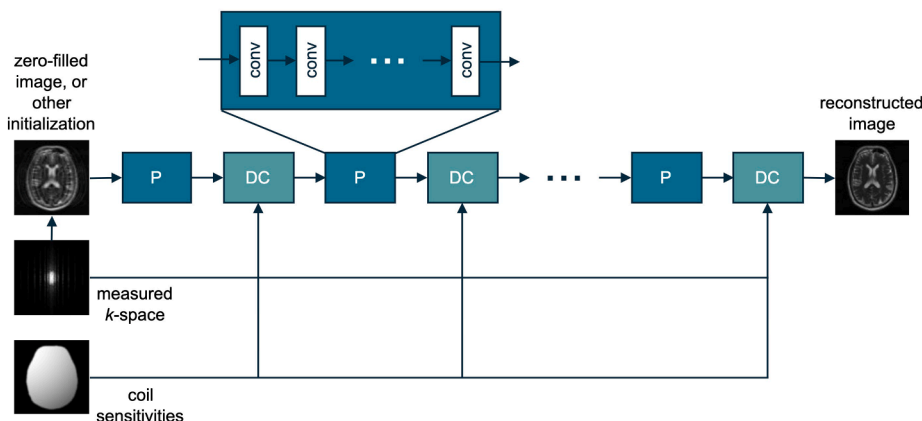 conv
conv
conv
zero-filled
image, or
other
initialization
reconstructed
image
P
DC
P
DC
P
DC
measured
k-space
coil
sensitivities